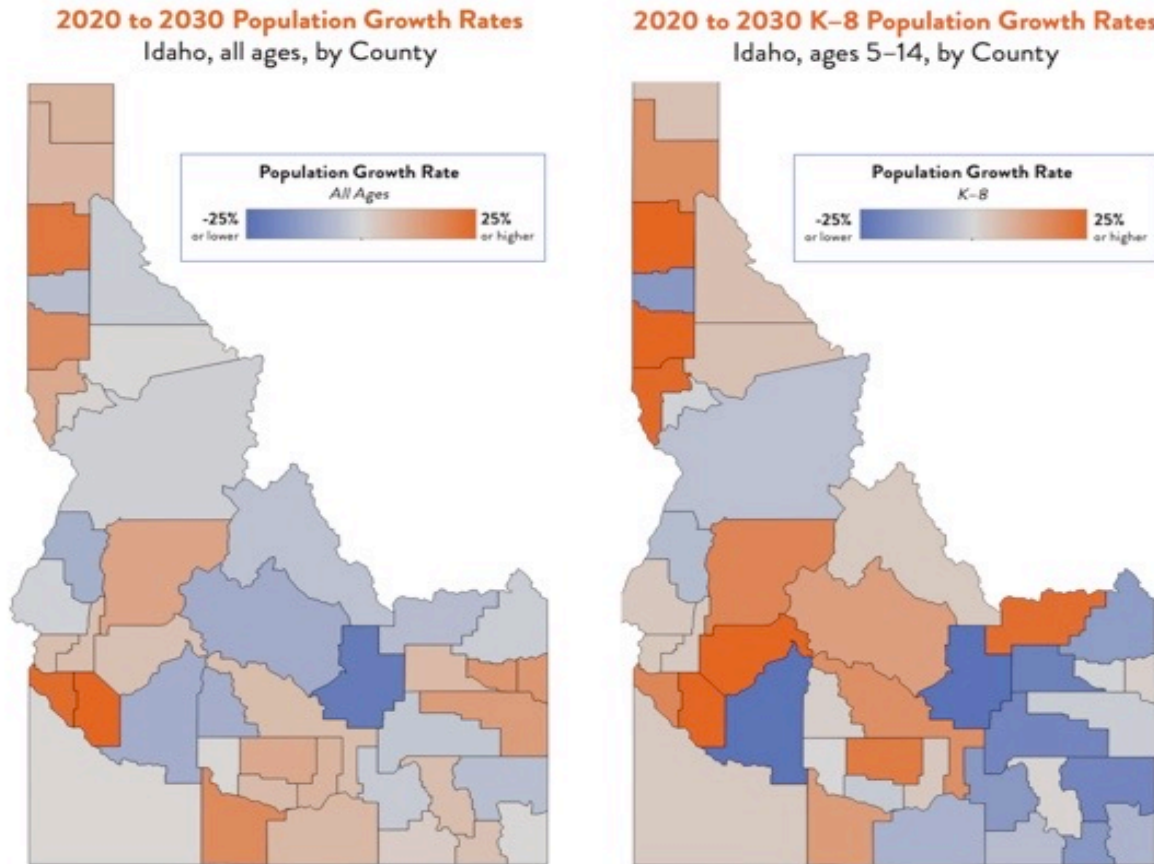 2020 to 2030 Population Growth Rates
Idaho, all ages, by County
Population Growth Rate
All Ages
-25%
or lower
25%
or higher
2020 to 2030 K–8 Population Growth Rates
Idaho, ages 5–14, by County
Population Growth Rate
K–8
-25%
or lower
25%
or higher